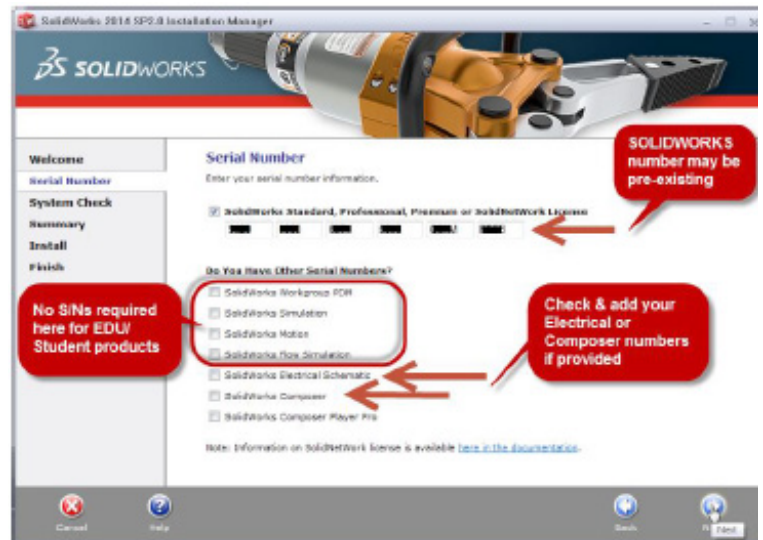 SolidWorks 2014 SP2.0 Installation Manager
SOLIDWORKS
Welcome
Serial Number
System Check
Summary
Install
Finish
Serial Number
Enter your serial number information.
SolidWorks Standard, Professional, Premium or SolidNetWork License
SOLIDWORKS
number may be
pre-existing
Do You Have Other Serial Numbers?
SolidWorks Workgroup PDM
SolidWorks Simulation
SolidWorks Motion
SolidWorks Flow Simulation
SolidWorks Electrical Schematic
SolidWorks Composer
SolidWorks Composer Player Pro
No S/Ns required
here for EDU/
Student products
Check & add your
Electrical or
Composer numbers
if provided
Note: Information on SolidNetWork license is available here in the documentation.
Cancel
Help
Back
Next